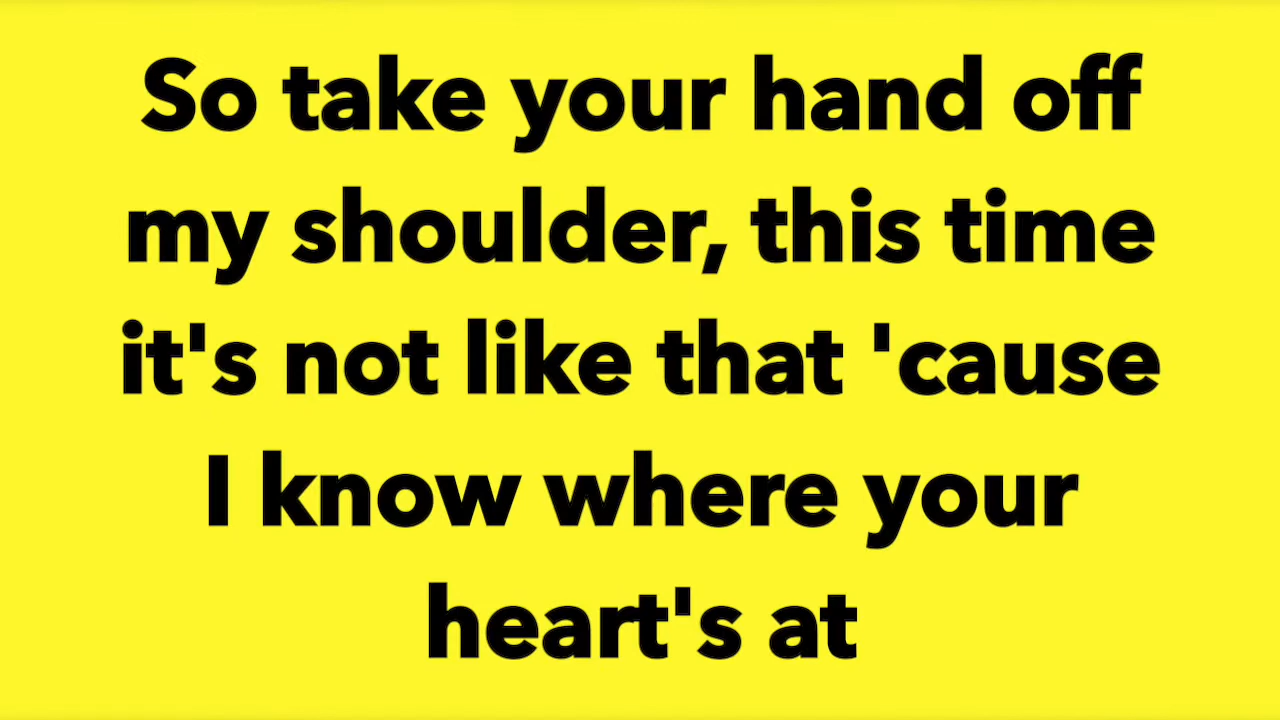 So take your hand off
my shoulder, this time
it's not like that 'cause
I know where your
heart's at